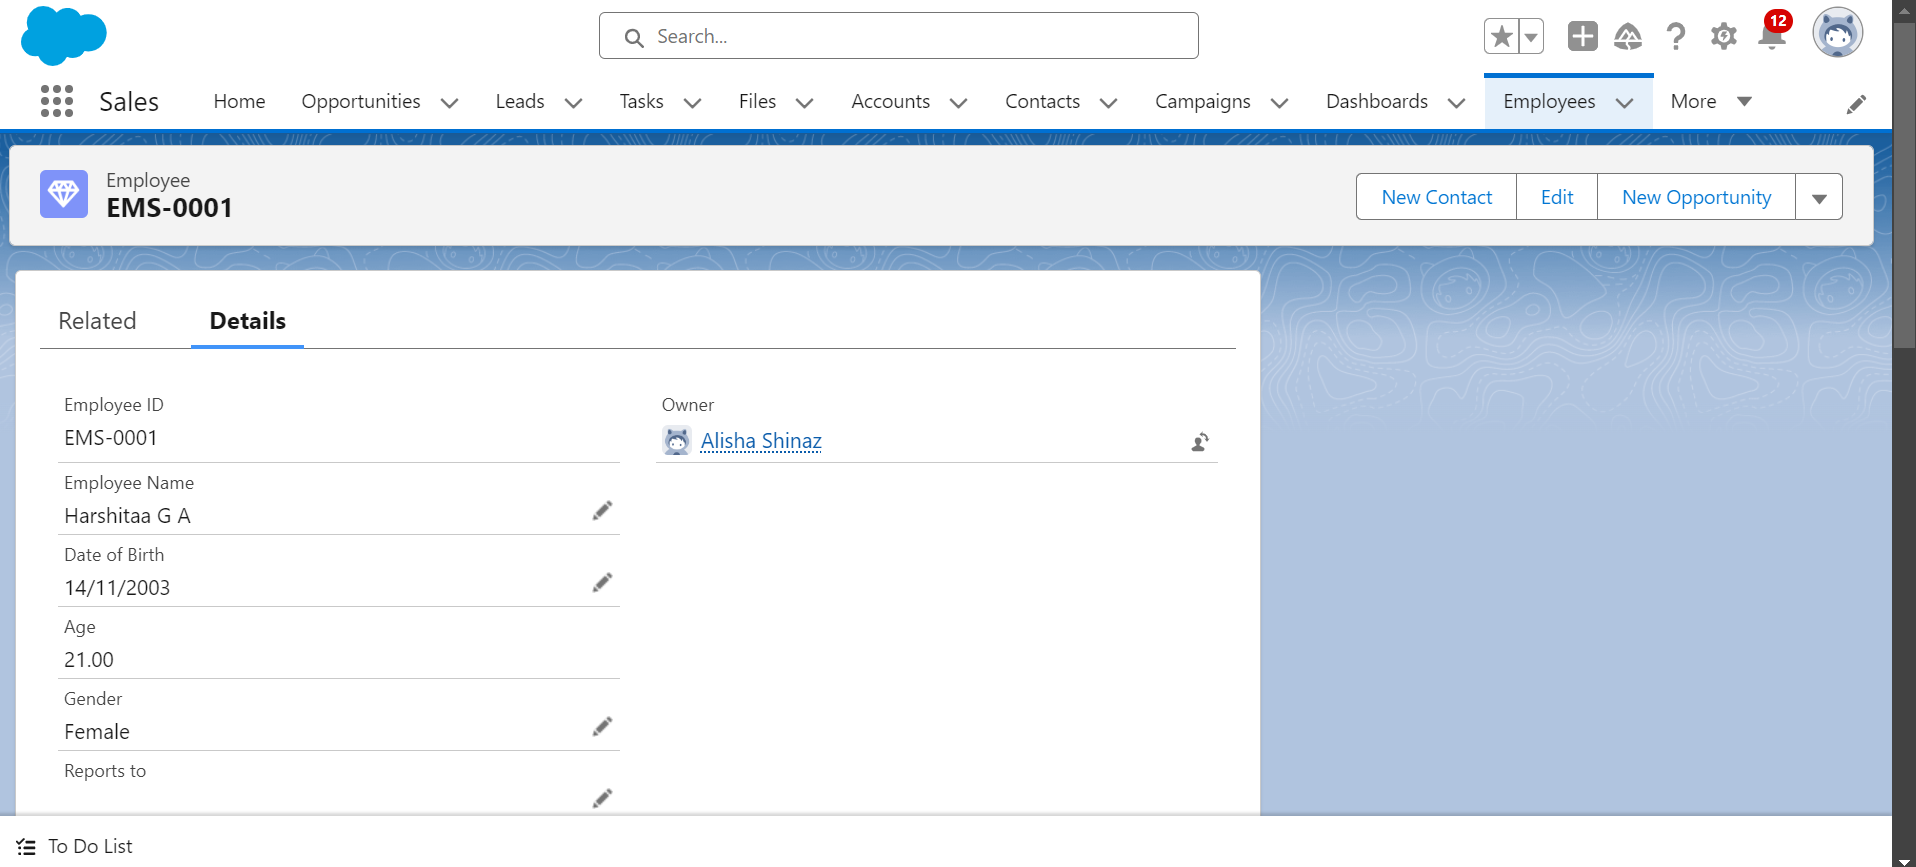 Search...
12
Sales
Home
Opportunities
Leads
Tasks
Files
Accounts
Contacts
Campaigns
Dashboards
Employees
More
Employee
EMS-0001
New Contact
Edit
New Opportunity
Related
Details
Employee ID
EMS-0001
Owner
Alisha Shinaz
Employee Name
Harshitaa G A
Date of Birth
14/11/2003
Age
21.00
Gender
Female
Reports to
To Do List